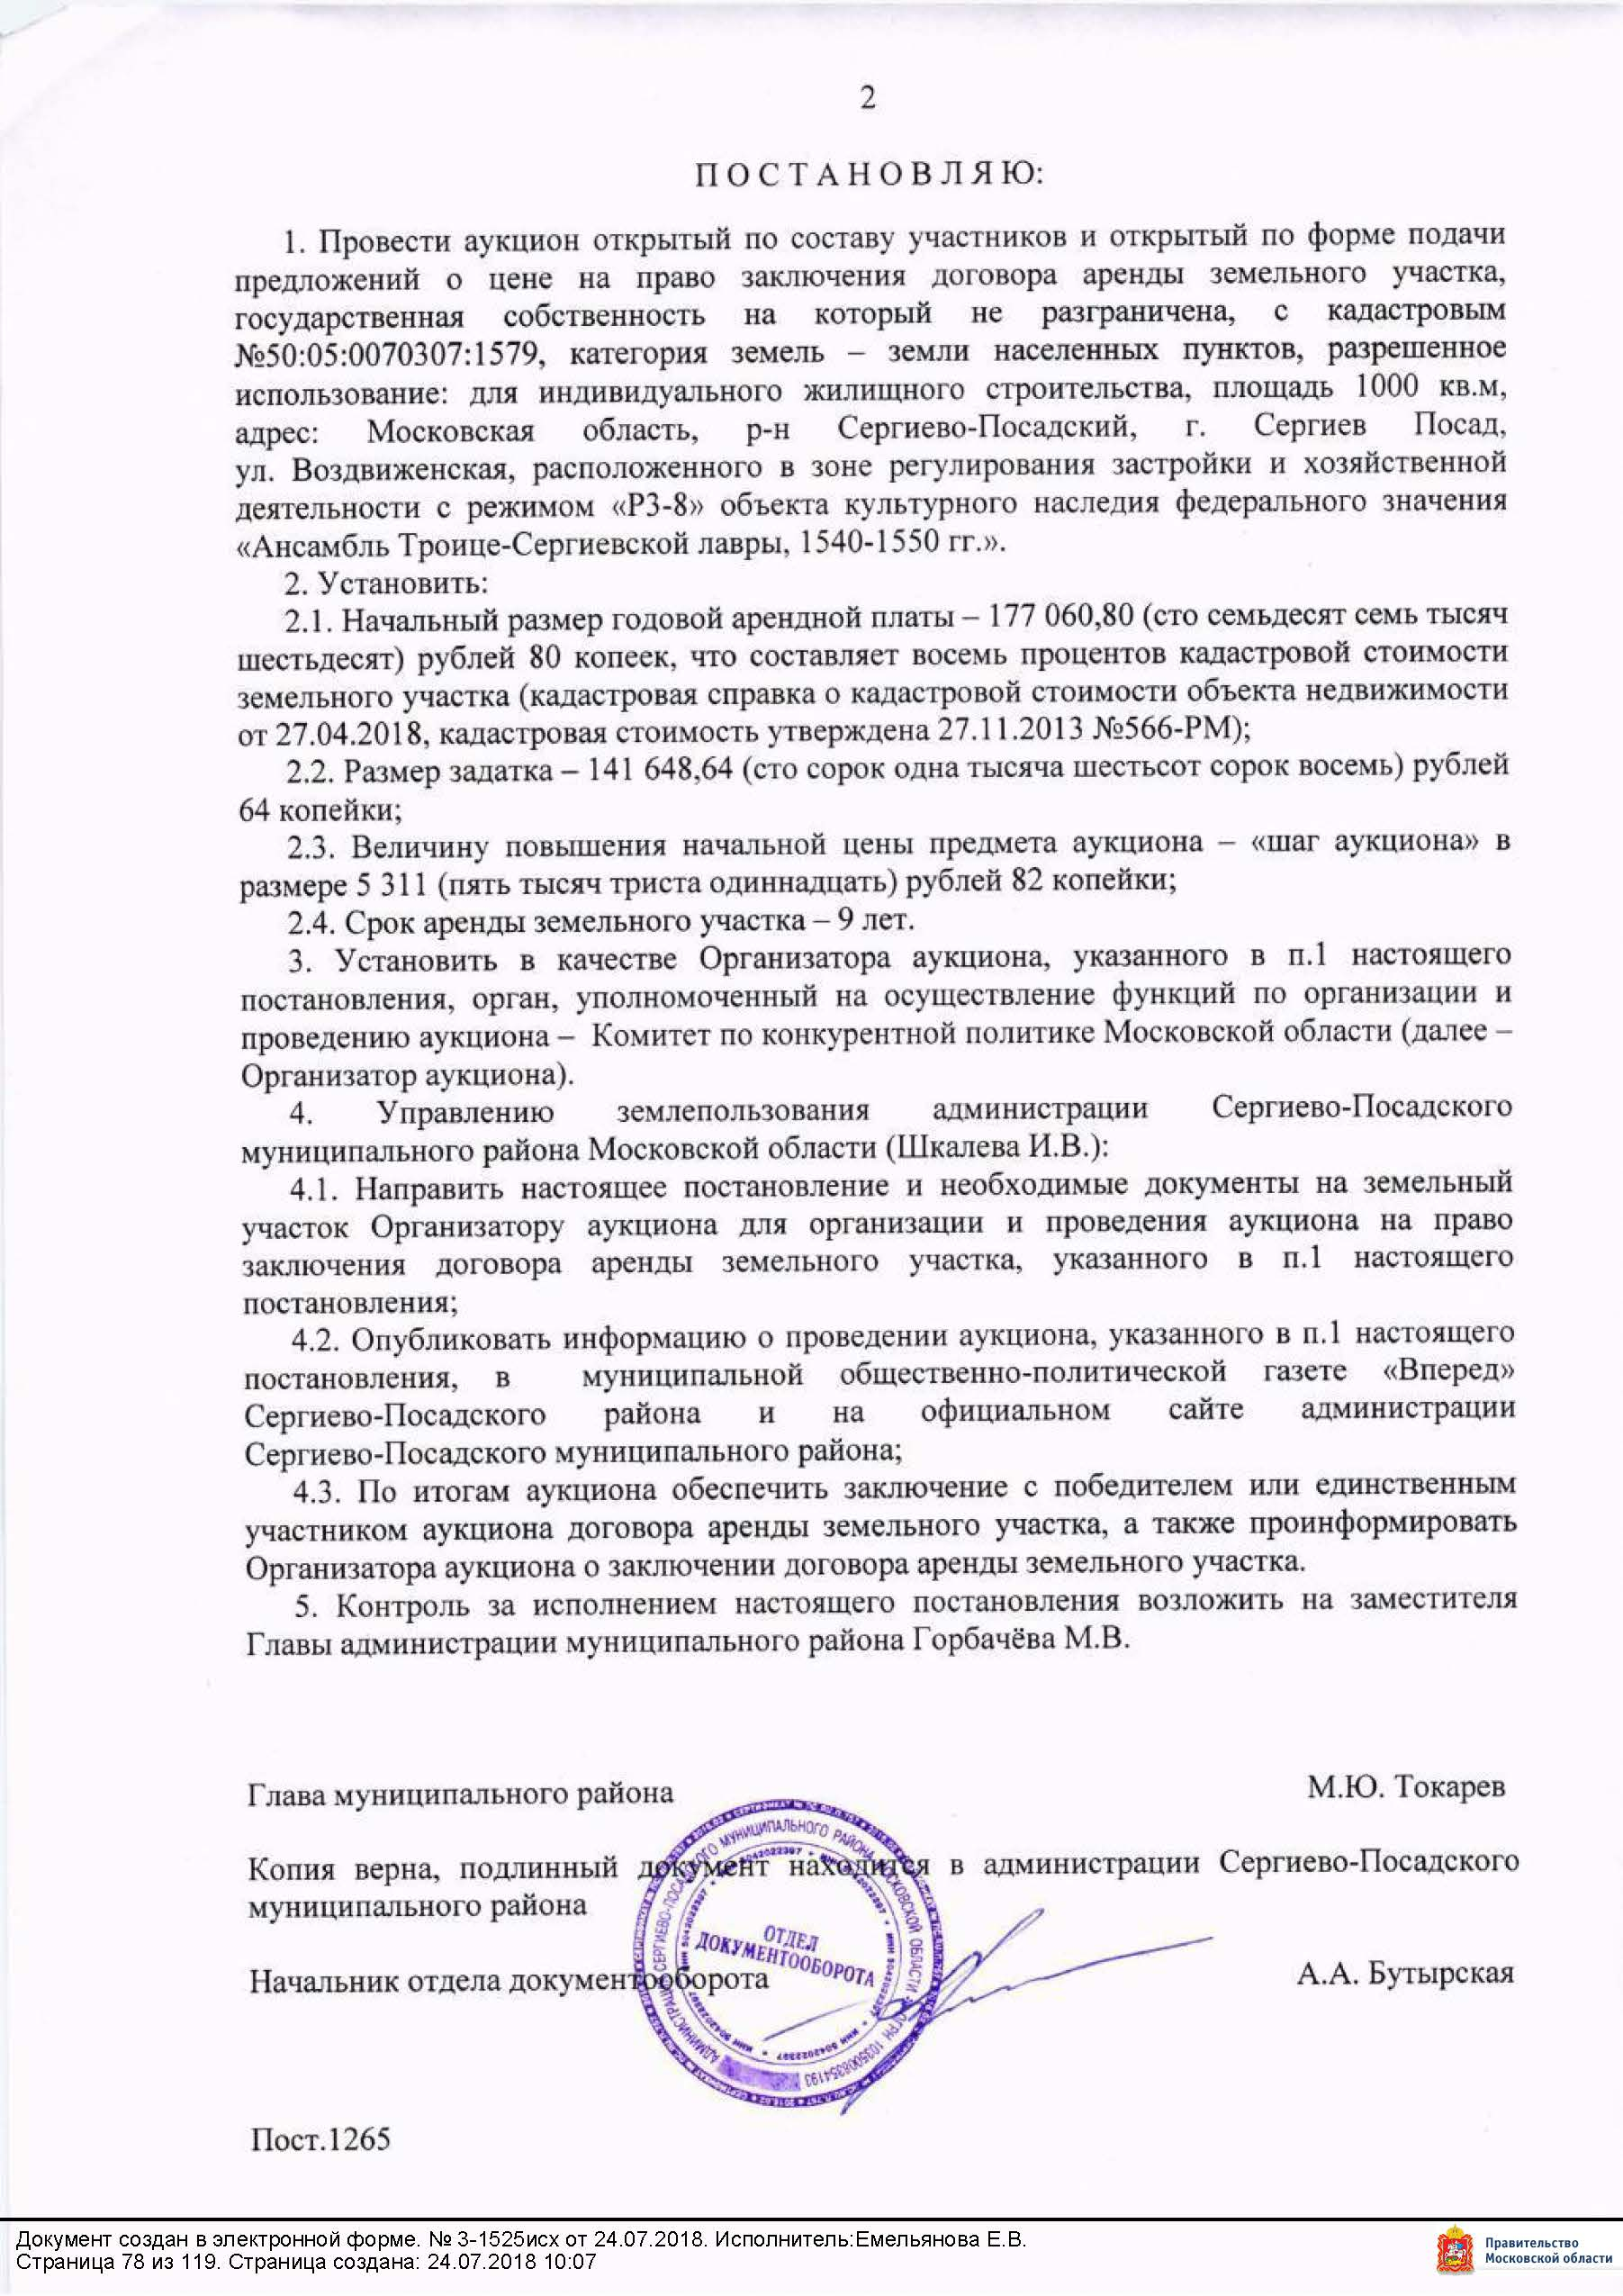 2
ПОСТАНОВЛЯЮ:
1. Провести аукцион открытый по составу участников и открытый по форме подачи
предложений о цене на право заключения договора аренды земельного участка,
государственная собственность на который не разграничена, с кадастровым
№50:05:0070307:1579, категория земель – земли населенных пунктов, разрешенное
использование: для индивидуального жилищного строительства, площадь 1000 кв.м,
адрес: Московская область, р-н Сергиево-Посадский, г. Сергиев Посад,
ул. Воздвиженская, расположенного в зоне регулирования застройки и хозяйственной
деятельности с режимом «РЗ-8» объекта культурного наследия федерального значения
«Ансамбль Троице-Сергиевской лавры, 1540-1550 гг.».
2. Установить:
2.1. Начальный размер годовой арендной платы – 177 060,80 (сто семьдесят семь тысяч
шестьдесят) рублей 80 копеек, что составляет восемь процентов кадастровой стоимости
земельного участка (кадастровая справка о кадастровой стоимости объекта недвижимости
от 27.04.2018, кадастровая стоимость утверждена 27.11.2013 №566-РМ);
2.2. Размер задатка – 141 648,64 (сто сорок одна тысяча шестьсот сорок восемь) рублей
64 копейки;
2.3. Величину повышения начальной цены предмета аукциона – «шаг аукциона» в
размере 5 311 (пять тысяч триста одиннадцать) рублей 82 копейки;
2.4. Срок аренды земельного участка – 9 лет.
3. Установить в качестве Организатора аукциона, указанного в п.1 настоящего
постановления, орган, уполномоченный на осуществление функций по организации и
проведению аукциона – Комитет по конкурентной политике Московской области (далее –
Организатор аукциона).
4. Управлению землепользования администрации Сергиево-Посадского
муниципального района Московской области (Шкалева И.В.):
4.1. Направить настоящее постановление и необходимые документы на земельный
участок Организатору аукциона для организации и проведения аукциона на право
заключения договора аренды земельного участка, указанного в п.1 настоящего
постановления;
4.2. Опубликовать информацию о проведении аукциона, указанного в п.1 настоящего
постановления, в муниципальной общественно-политической газете «Вперед»
Сергиево-Посадского района и на официальном сайте администрации
Сергиево-Посадского муниципального района;
4.3. По итогам аукциона обеспечить заключение с победителем или единственным
участником аукциона договора аренды земельного участка, а также проинформировать
Организатора аукциона о заключении договора аренды земельного участка.
5. Контроль за исполнением настоящего постановления возложить на заместителя
Главы администрации муниципального района Горбачёва М.В.
Глава муниципального района М.Ю. Токарев
Копия верна, подлинный документ находится в администрации Сергиево-Посадского
муниципального района
Начальник отдела документооборота А.А. Бутырская
ОТДЕЛ
ДОКУМЕНТООБОРОТА
АДМИНИСТРАЦИЯ СЕРГИЕВО-ПОСАДСКОГО МУНИЦИПАЛЬНОГО РАЙОНА МОСКОВСКОЙ ОБЛАСТИ
ОГРН 1035008354193
ИНН 5042022397
Пост.1265
Документ создан в электронной форме. № 3-1525исх от 24.07.2018. Исполнитель:Емельянова Е.В.
Страница 78 из 119. Страница создана: 24.07.2018 10:07
Правительство
Московской области